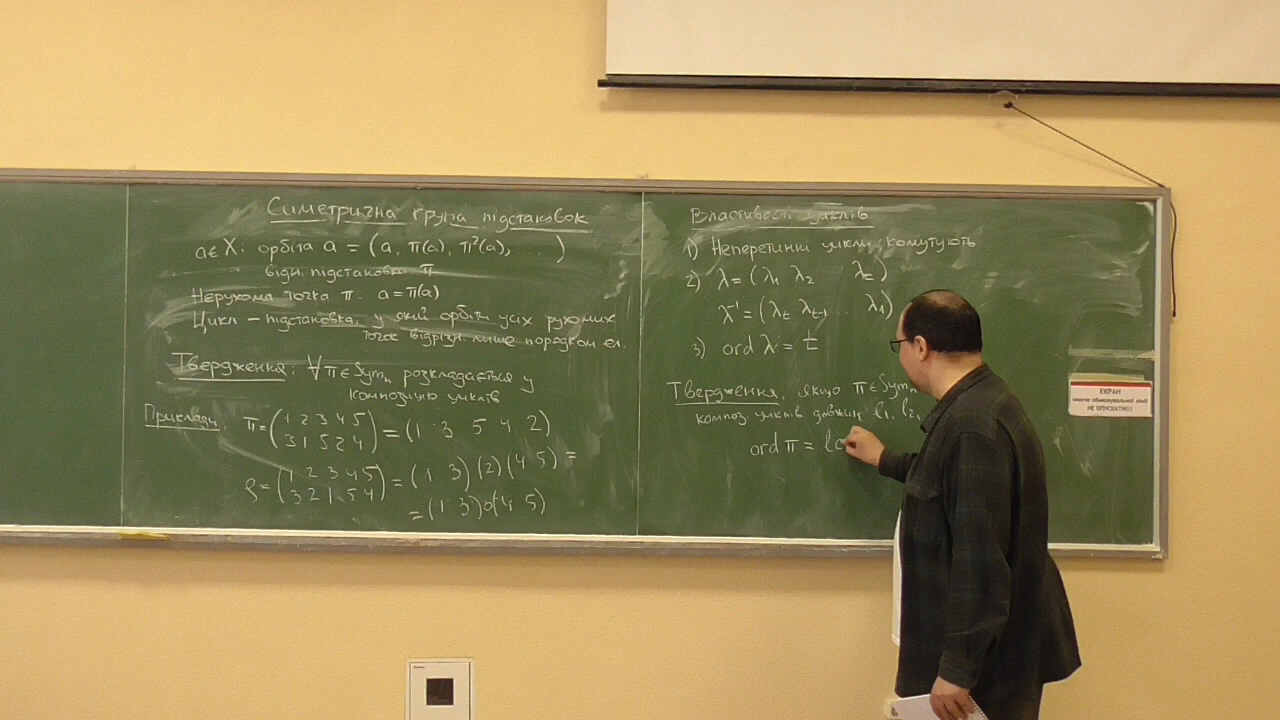 Симетрична група підстановок
a∈X: орбіта a = (a, π(a), π²(a), ... )
відн. підстановки π
Нерухома точка π. a=π(a)
Цикл – підстановка, у якій орбіти усіх рухомих
точок відрізн. лише порядком ел.
Твердження: ∀π∈Symₙ розкладається у
композицію циклів
Приклади: π=(1 2 3 4 5 / 3 1 5 2 4) = (1 3 5 4 2)
ρ=(1 2 3 4 5 / 3 2 1 5 4) = (1 3)(2)(4 5) =
=(1 3)∘(4 5)
Властивості циклів
1) Неперетинні цикли комутують
2) λ=(λ₁ λ₂ λₜ)
λ⁻¹=(λₜ λₜ₋₁ .. λ₁)
3) ord λ = t
Твердження, якщо π∈Symₙ
композ. циклів довжин l₁, l₂,
ord π = lc
ЕКРАН
НЕ ОПУСКАТИ!!!